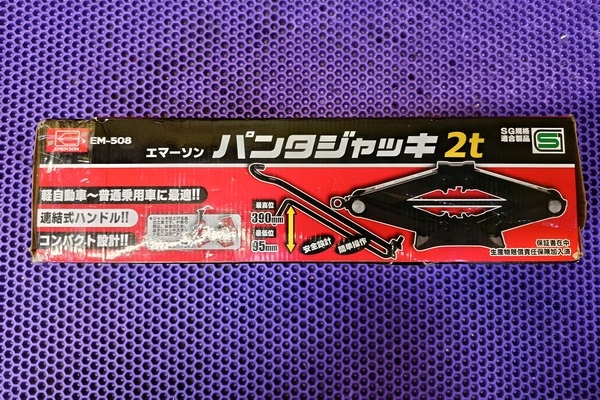 EMERSON
EM-508
エマーソン パンタジャッキ 2t
SG規格
適合製品
S
軽自動車〜普通乗用車に最適!!
連結式ハンドル!!
コンパクト設計!!
最高位
390mm
最低位
95mm
安全設計
簡単操作
保証書在中
生産物賠償責任保険加入済